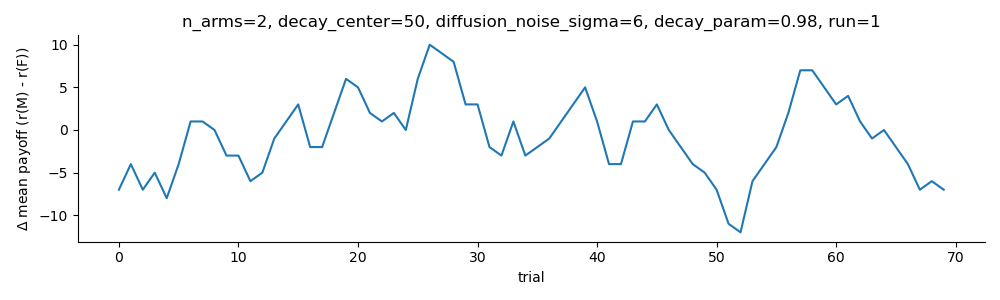 n_arms=2, decay_center=50, diffusion_noise_sigma=6, decay_param=0.98, run=1
Δ mean payoff (r(M) - r(F))
10
5
0
−5
−10
0 10 20 30 40 50 60 70
trial